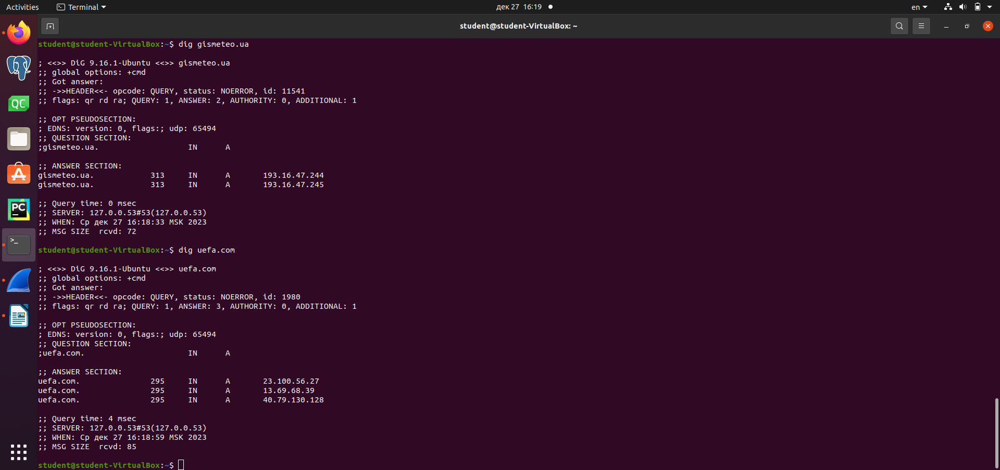 Activities Terminal дек 27 16:19 en
student@student-VirtualBox: ~
student@student-VirtualBox:~$ dig gismeteo.ua
; <<>> DiG 9.16.1-Ubuntu <<>> gismeteo.ua
;; global options: +cmd
;; Got answer:
;; ->>HEADER<<- opcode: QUERY, status: NOERROR, id: 11541
;; flags: qr rd ra; QUERY: 1, ANSWER: 2, AUTHORITY: 0, ADDITIONAL: 1
;; OPT PSEUDOSECTION:
; EDNS: version: 0, flags:; udp: 65494
;; QUESTION SECTION:
;gismeteo.ua. IN A
;; ANSWER SECTION:
gismeteo.ua. 313 IN A 193.16.47.244
gismeteo.ua. 313 IN A 193.16.47.245
;; Query time: 0 msec
;; SERVER: 127.0.0.53#53(127.0.0.53)
;; WHEN: Ср дек 27 16:18:33 MSK 2023
;; MSG SIZE rcvd: 72
student@student-VirtualBox:~$ dig uefa.com
; <<>> DiG 9.16.1-Ubuntu <<>> uefa.com
;; global options: +cmd
;; Got answer:
;; ->>HEADER<<- opcode: QUERY, status: NOERROR, id: 1980
;; flags: qr rd ra; QUERY: 1, ANSWER: 3, AUTHORITY: 0, ADDITIONAL: 1
;; OPT PSEUDOSECTION:
; EDNS: version: 0, flags:; udp: 65494
;; QUESTION SECTION:
;uefa.com. IN A
;; ANSWER SECTION:
uefa.com. 295 IN A 23.100.56.27
uefa.com. 295 IN A 13.69.68.39
uefa.com. 295 IN A 40.79.130.128
;; Query time: 4 msec
;; SERVER: 127.0.0.53#53(127.0.0.53)
;; WHEN: Ср дек 27 16:18:59 MSK 2023
;; MSG SIZE rcvd: 85
student@student-VirtualBox:~$
QC
PC